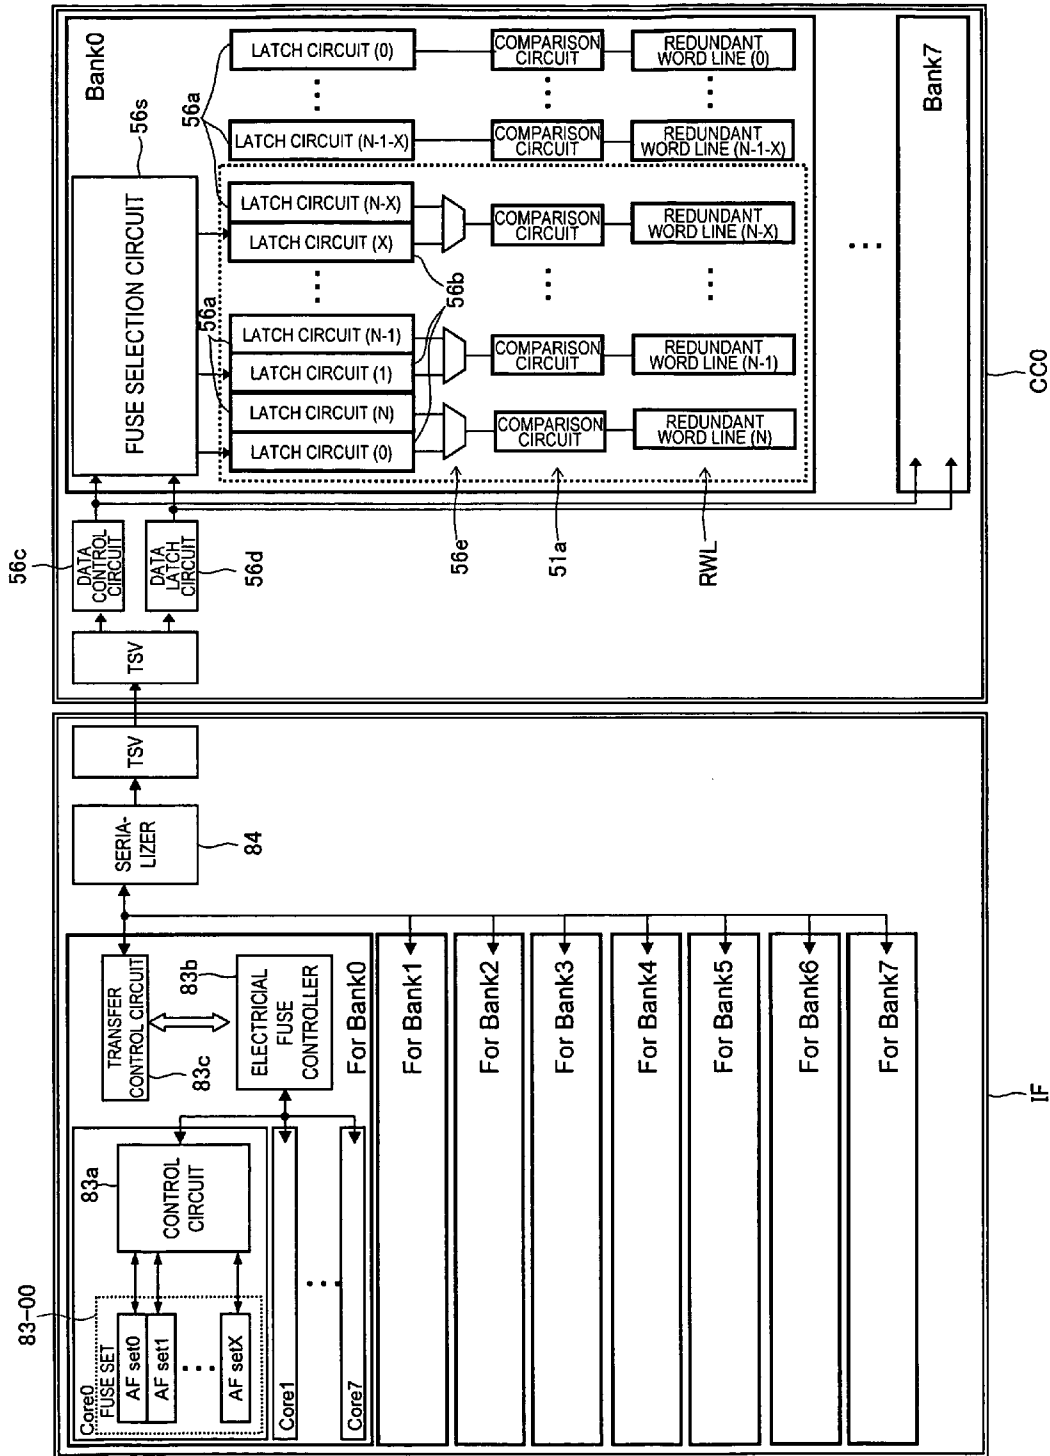 83-00
Core0
FUSE SET
AF set0
AF set1
AF setX
83a
CONTROL
CIRCUIT
Core1
Core7
TRANSFER
CONTROL CIRCUIT
83c
83b
ELECTRICIAL
FUSE
CONTROLLER
For Bank0
For Bank1
For Bank2
For Bank3
For Bank4
For Bank5
For Bank6
For Bank7
SERIA-
LIZER
84
TSV
IF
TSV
56c
DATA
CONTROL
CIRCUIT
DATA
LATCH
CIRCUIT
56d
56s
Bank0
FUSE SELECTION CIRCUIT
56a
56a
LATCH CIRCUIT (0)
LATCH CIRCUIT (N)
LATCH CIRCUIT (1)
LATCH CIRCUIT (N-1)
LATCH CIRCUIT (X)
LATCH CIRCUIT (N-X)
LATCH CIRCUIT (N-1-X)
LATCH CIRCUIT (0)
56b
56e
COMPARISON
CIRCUIT
COMPARISON
CIRCUIT
COMPARISON
CIRCUIT
COMPARISON
CIRCUIT
COMPARISON
CIRCUIT
51a
REDUNDANT
WORD LINE (N)
REDUNDANT
WORD LINE (N-1)
REDUNDANT
WORD LINE (N-X)
REDUNDANT
WORD LINE (N-1-X)
REDUNDANT
WORD LINE (0)
RWL
Bank7
CC0